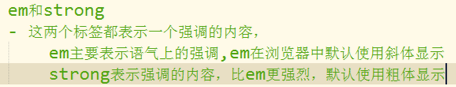 em和strong
- 这两个标签都表示一个强调的内容,
em主要表示语气上的强调,em在浏览器中默认使用斜体显示
strong表示强调的内容，比em更强烈，默认使用粗体显示